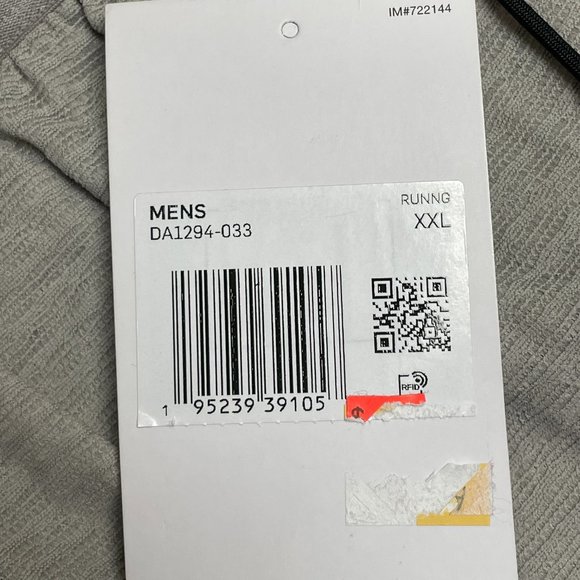 IM#722144
MENS
RUNNG
DA1294-033
XXL
RFID
1 95239 39105